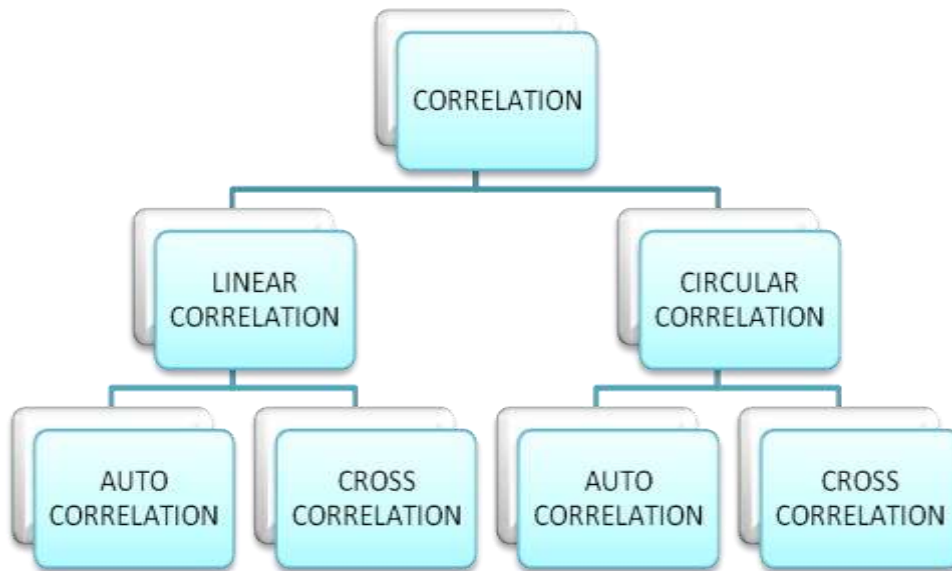 CORRELATION
LINEAR
CORRELATION
CIRCULAR
CORRELATION
AUTO
CORRELATION
CROSS
CORRELATION
AUTO
CORRELATION
CROSS
CORRELATION